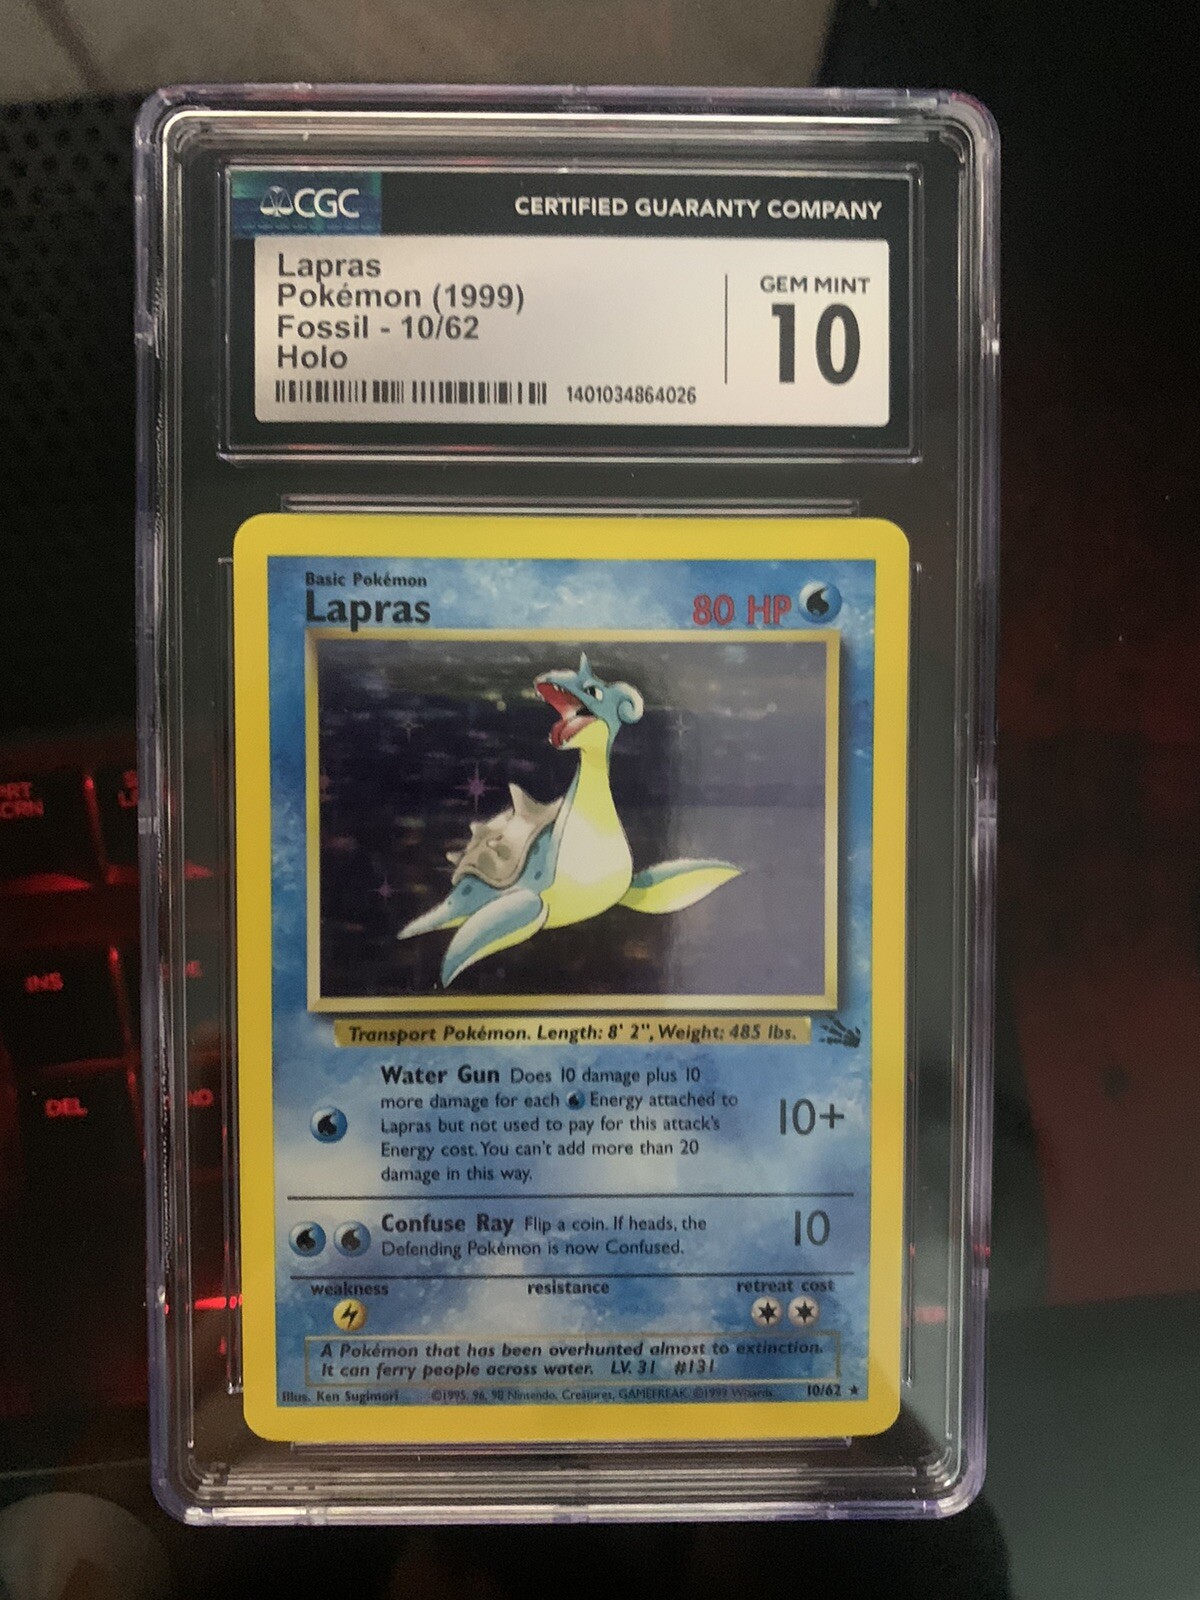 CGC
CERTIFIED GUARANTY COMPANY
Lapras
Pokémon (1999)
Fossil - 10/62
Holo
1401034864026
GEM MINT
10
Basic Pokémon
Lapras
80 HP
Transport Pokémon. Length: 8' 2", Weight: 485 lbs.
Water Gun Does 10 damage plus 10
more damage for each Energy attached to
Lapras but not used to pay for this attack's
Energy cost. You can't add more than 20
damage in this way.
10+
Confuse Ray Flip a coin. If heads, the
Defending Pokémon is now Confused.
10
weakness
resistance
retreat cost
A Pokémon that has been overhunted almost to extinction.
It can ferry people across water. LV. 31 #131
Illus. Ken Sugimori
©1995, 96, 98 Nintendo, Creatures, GAMEFREAK. ©1999 Wizards.
10/62
INS
DEL